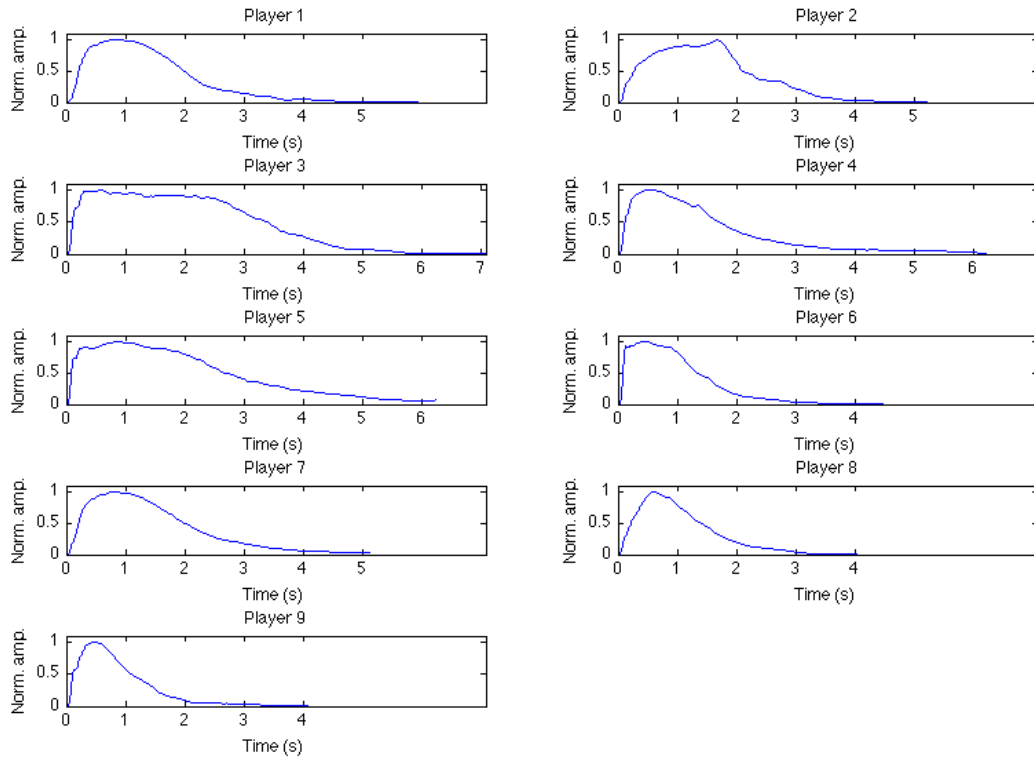 Player 1
Norm. amp.
1
0.5
0
0 1 2 3 4 5
Time (s)
Player 2
Norm. amp.
1
0.5
0
0 1 2 3 4 5
Time (s)
Player 3
Norm. amp.
1
0.5
0
0 1 2 3 4 5 6 7
Time (s)
Player 4
Norm. amp.
1
0.5
0
0 1 2 3 4 5 6
Time (s)
Player 5
Norm. amp.
1
0.5
0
0 1 2 3 4 5 6
Time (s)
Player 6
Norm. amp.
1
0.5
0
0 1 2 3 4
Time (s)
Player 7
Norm. amp.
1
0.5
0
0 1 2 3 4 5
Time (s)
Player 8
Norm. amp.
1
0.5
0
0 1 2 3 4
Time (s)
Player 9
Norm. amp.
1
0.5
0
0 1 2 3 4
Time (s)